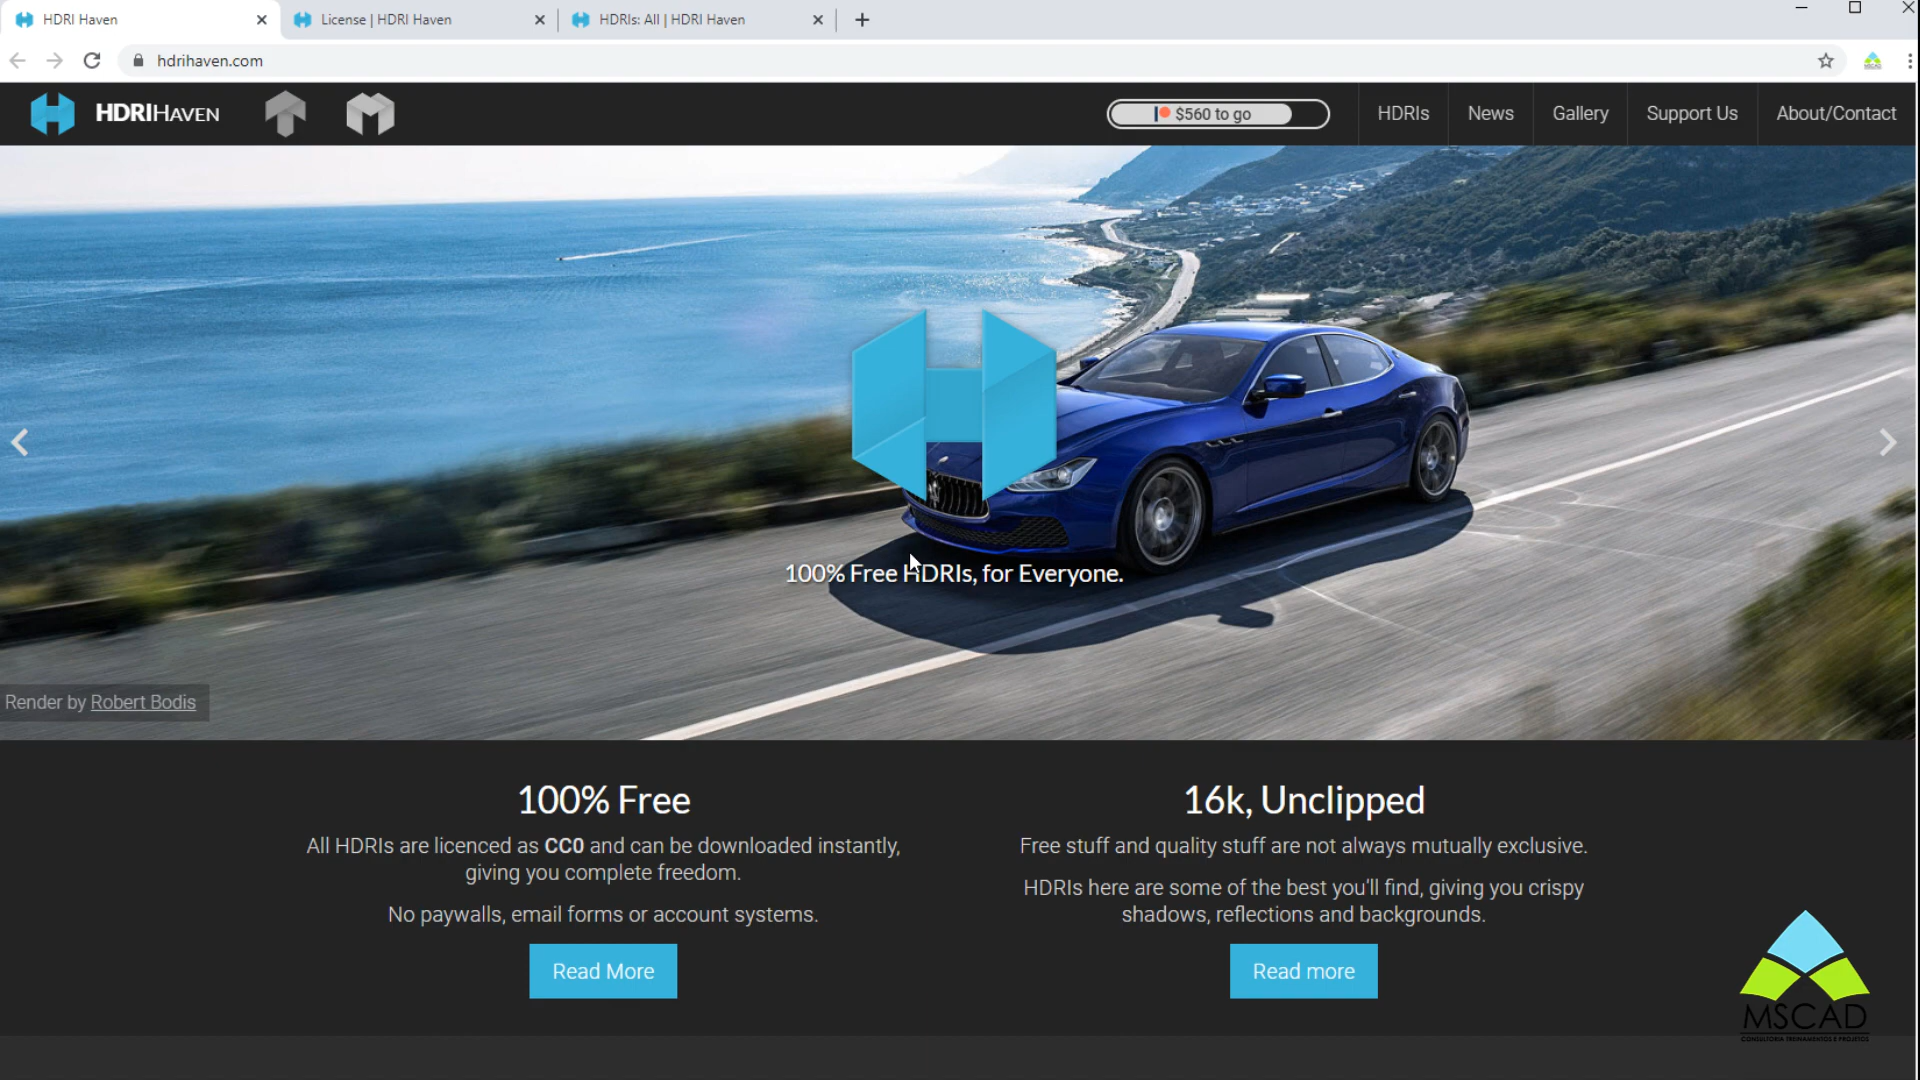 HDRI Haven
License | HDRI Haven
HDRIs: All | HDRI Haven
hdrihaven.com
HDRIHAVEN
$560 to go
HDRIs
News
Gallery
Support Us
About/Contact
100% Free HDRIs, for Everyone.
Render by Robert Bodis
100% Free
All HDRIs are licenced as CC0 and can be downloaded instantly,
giving you complete freedom.
No paywalls, email forms or account systems.
Read More
16k, Unclipped
Free stuff and quality stuff are not always mutually exclusive.
HDRIs here are some of the best you'll find, giving you crispy
shadows, reflections and backgrounds.
Read more
MSCAD
CONSULTORIA TREINAMENTOS E PROJETOS